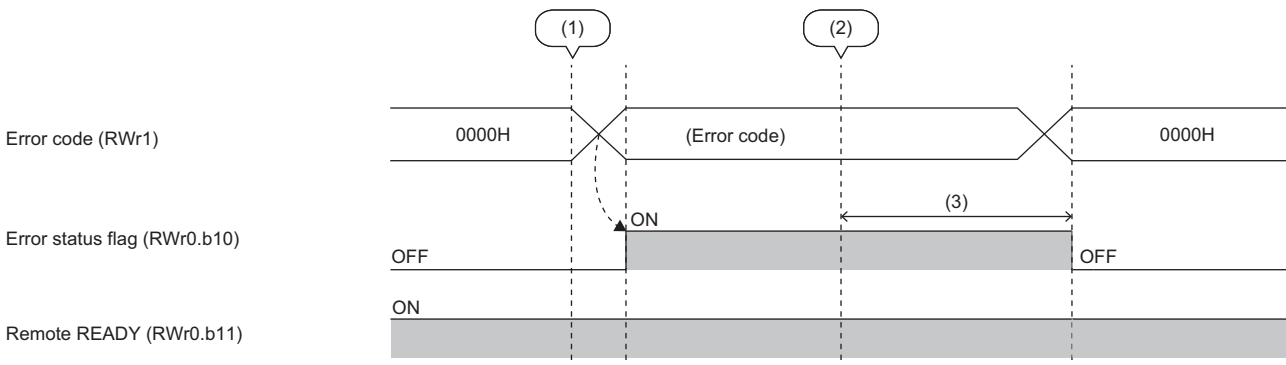 (1)
(2)
Error code (RWr1)
0000H
(Error code)
0000H
(3)
ON
Error status flag (RWr0.b10)
OFF
OFF
ON
Remote READY (RWr0.b11)